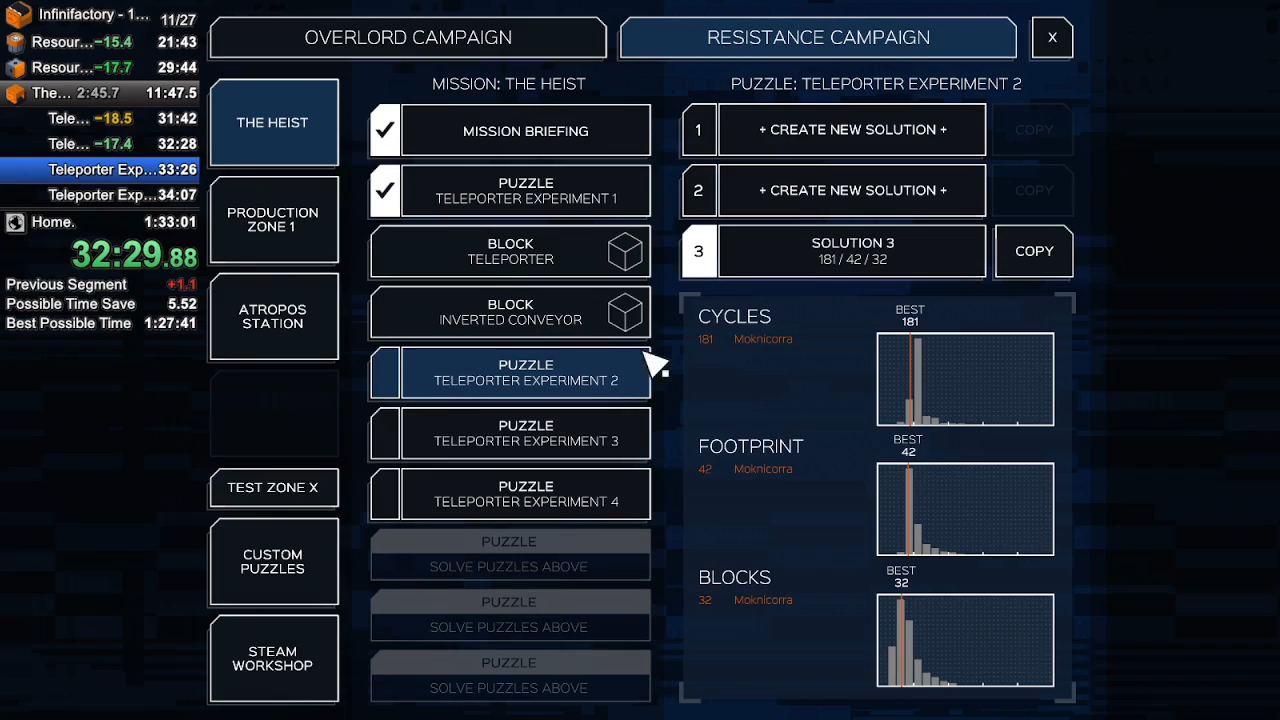 Infinifactory - 1... 11/27
Resour...−15.4 21:43
Resour...−17.7 29:44
The... 2:45.7 11:47.5
Tele... −18.5 31:42
Tele... −17.4 32:28
Teleporter Exp...33:26
Teleporter Exp...34:07
Home. 1:33:01
32:29.88
Previous Segment +1.1
Possible Time Save 5.52
Best Possible Time 1:27:41
OVERLORD CAMPAIGN
RESISTANCE CAMPAIGN
X
THE HEIST
PRODUCTION
ZONE 1
ATROPOS
STATION
TEST ZONE X
CUSTOM
PUZZLES
STEAM
WORKSHOP
MISSION: THE HEIST
MISSION BRIEFING
PUZZLE
TELEPORTER EXPERIMENT 1
BLOCK
TELEPORTER
BLOCK
INVERTED CONVEYOR
PUZZLE
TELEPORTER EXPERIMENT 2
PUZZLE
TELEPORTER EXPERIMENT 3
PUZZLE
TELEPORTER EXPERIMENT 4
PUZZLE
SOLVE PUZZLES ABOVE
PUZZLE
SOLVE PUZZLES ABOVE
PUZZLE
SOLVE PUZZLES ABOVE
PUZZLE: TELEPORTER EXPERIMENT 2
1 + CREATE NEW SOLUTION + COPY
2 + CREATE NEW SOLUTION + COPY
3 SOLUTION 3 COPY
181 / 42 / 32
CYCLES
181 Moknicorra
BEST
181
FOOTPRINT
42 Moknicorra
BEST
42
BLOCKS
32 Moknicorra
BEST
32